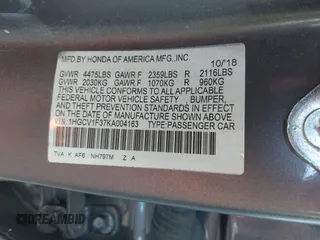 MFD. BY HONDA OF AMERICA MFG.,INC. 10/18
GVWR 4475LBS GAWR F 2359LBS R 2116LBS
GVWR 2030KG GAWR F 1070KG R 960KG
THIS VEHICLE CONFORMS TO ALL APPLICABLE
FEDERAL MOTOR VEHICLE SAFETY, BUMPER,
AND THEFT PREVENTION STANDARDS IN EFFECT
ON THE DATE OF MANUFACTURE SHOWN ABOVE.
V.I.N.:1HGCV1F37KA004163 TYPE:PASSENGER CAR
TVA K AF6 NH797M Z A
DREAMBID